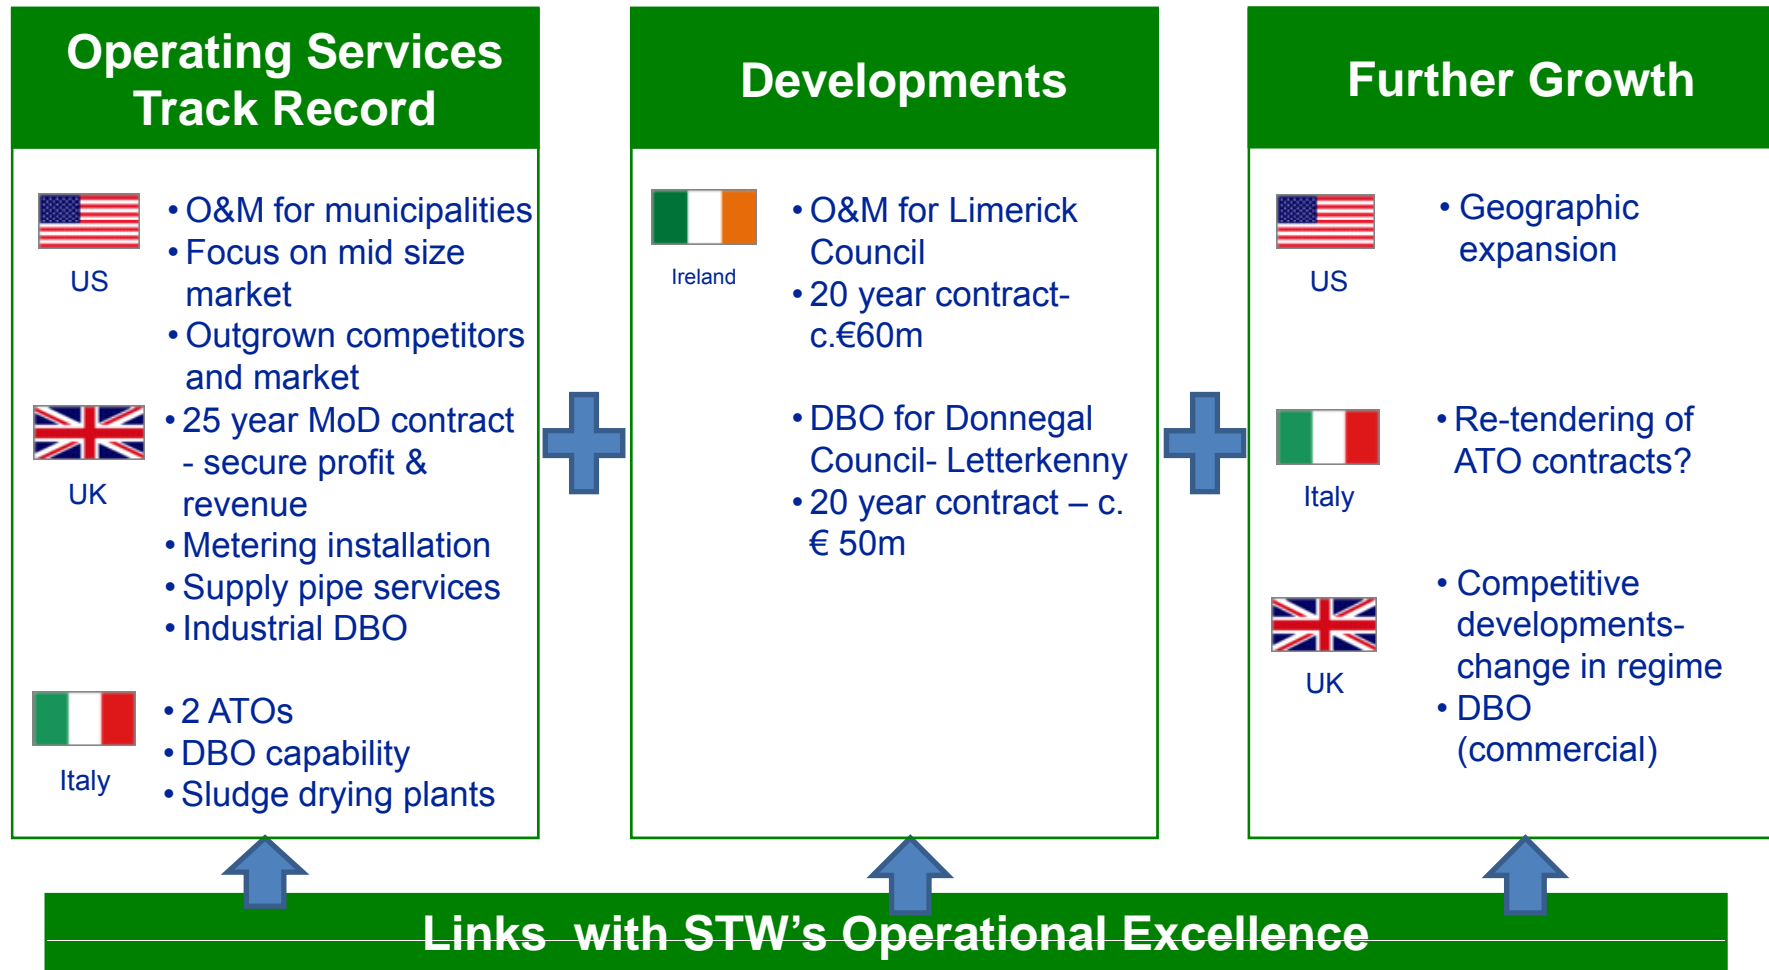 Operating Services
Track Record
US
• O&M for municipalities
• Focus on mid size
market
• Outgrown competitors
and market
UK
• 25 year MoD contract
- secure profit &
revenue
• Metering installation
• Supply pipe services
• Industrial DBO
Italy
• 2 ATOs
• DBO capability
• Sludge drying plants
Developments
Ireland
• O&M for Limerick
Council
• 20 year contract-
c.€60m
• DBO for Donnegal
Council- Letterkenny
• 20 year contract – c.
€ 50m
Further Growth
US
• Geographic
expansion
Italy
• Re-tendering of
ATO contracts?
UK
• Competitive
developments-
change in regime
• DBO
(commercial)
Links with STW's Operational Excellence